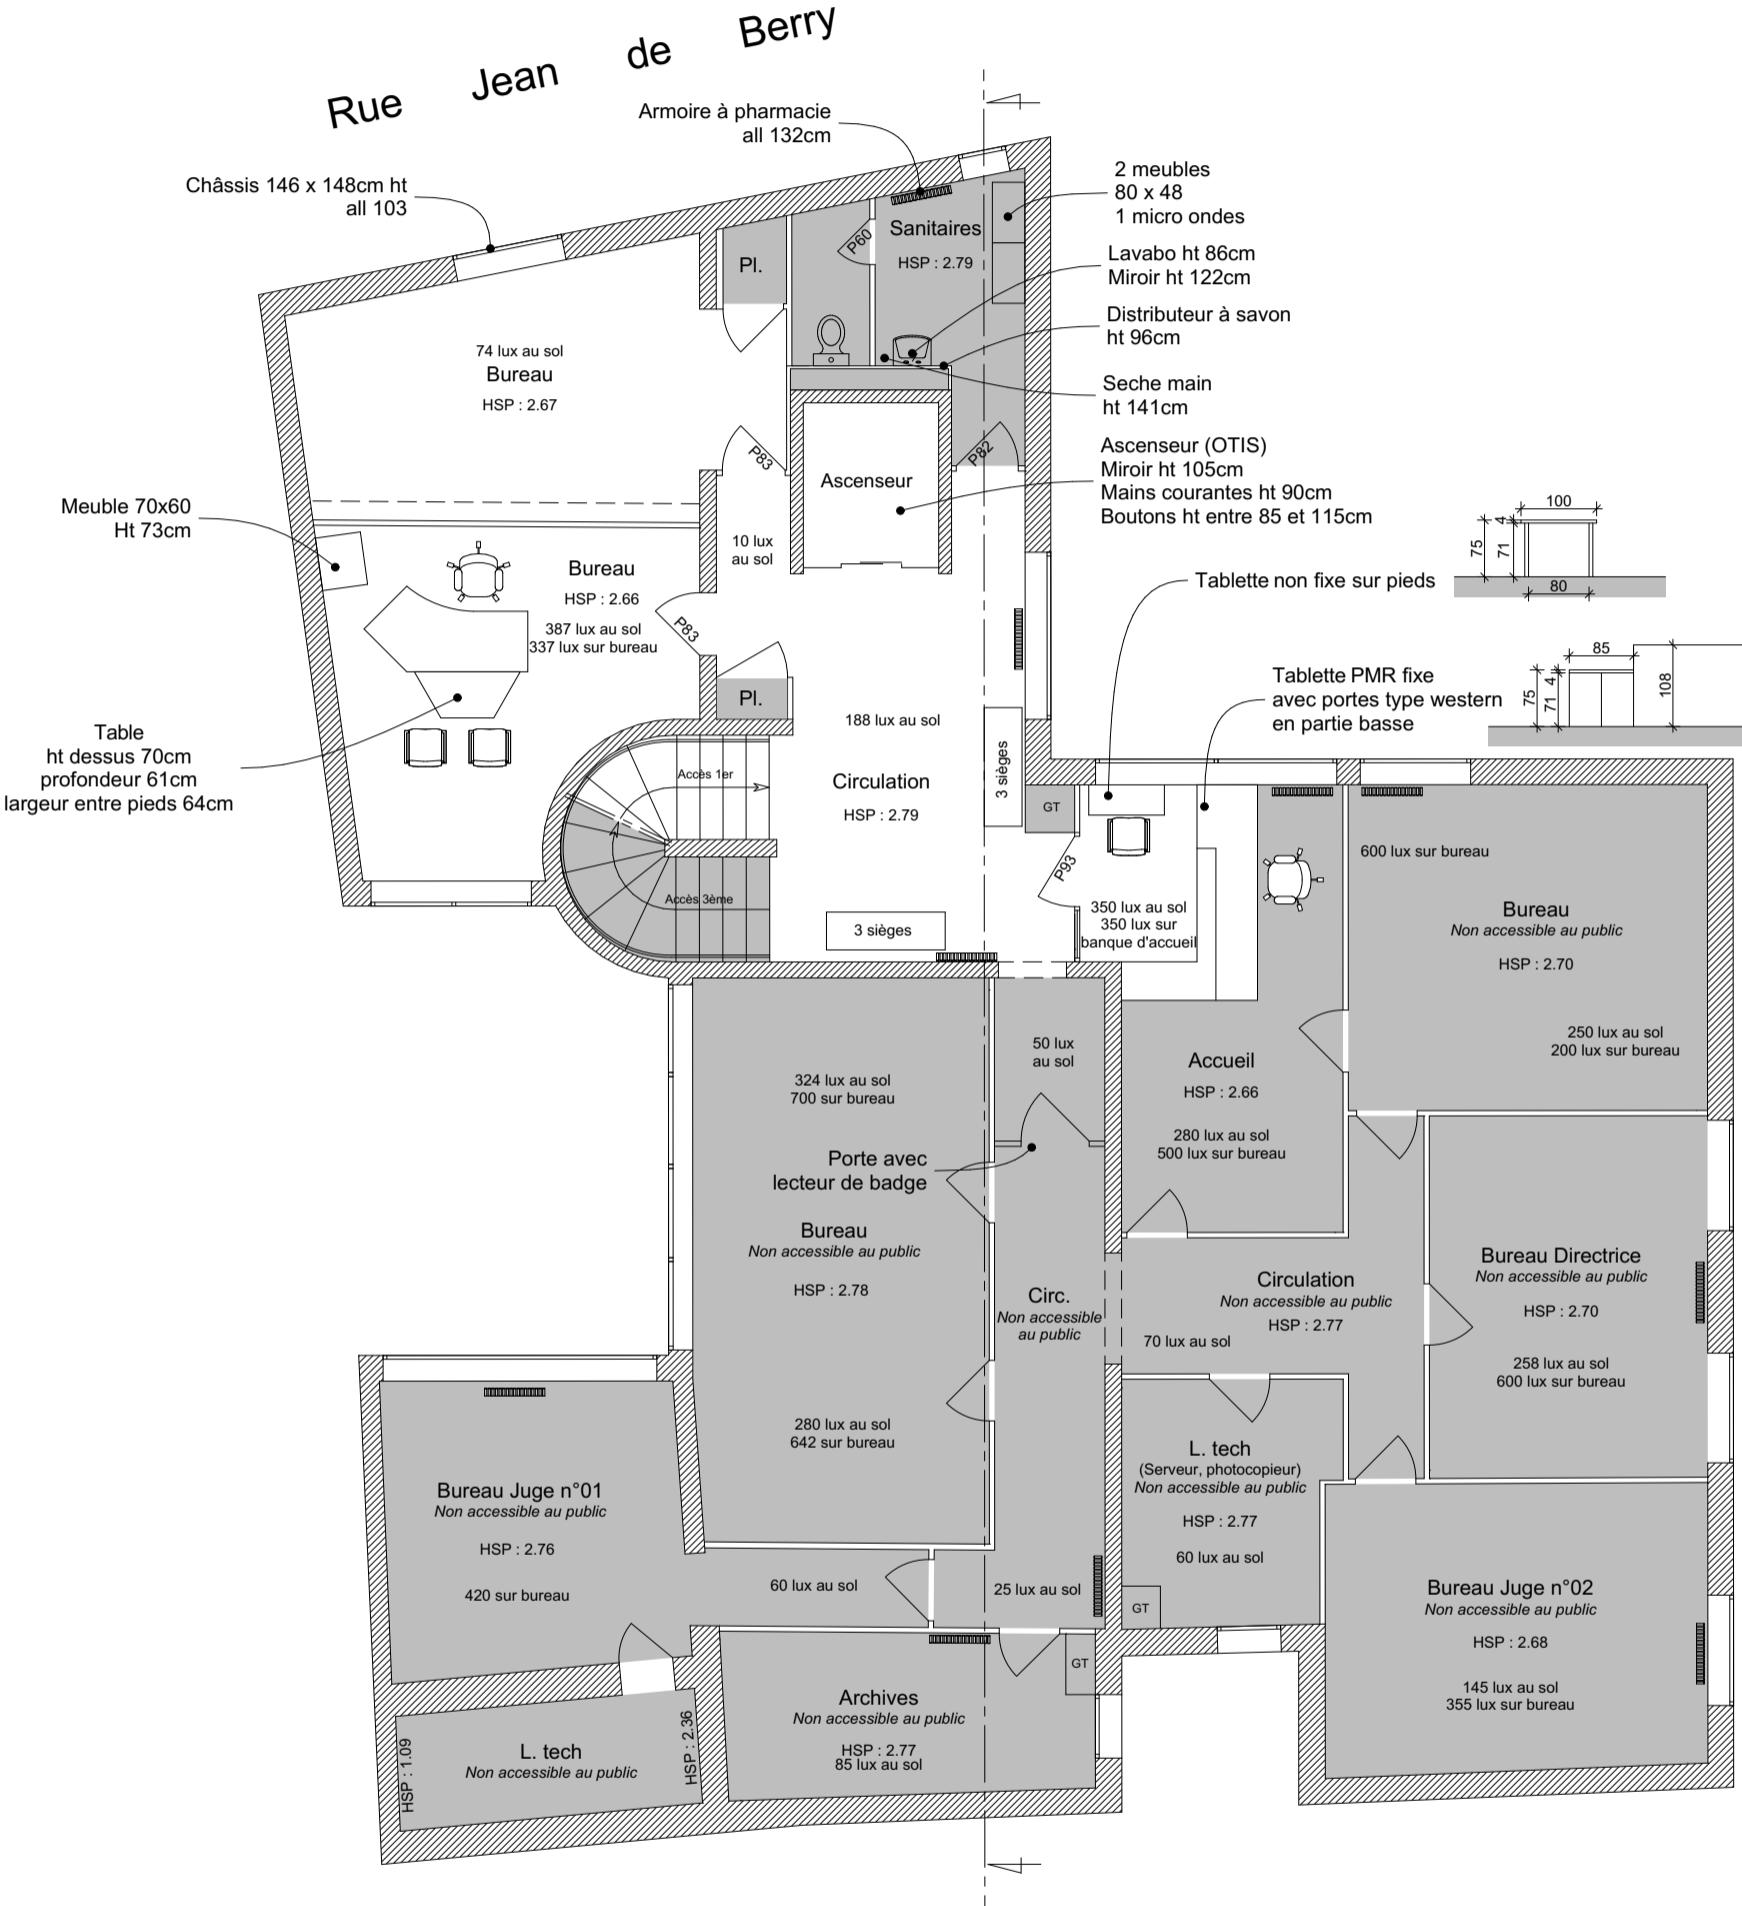 Rue Jean de Berry
Armoire à pharmacie
all 132cm
Châssis 146 x 148cm ht
all 103
2 meubles
80 x 48
1 micro ondes
Lavabo ht 86cm
Miroir ht 122cm
Distributeur à savon
ht 96cm
Seche main
ht 141cm
Ascenseur (OTIS)
Miroir ht 105cm
Mains courantes ht 90cm
Boutons ht entre 85 et 115cm
Sanitaires
HSP : 2.79
P60
Pl.
74 lux au sol
Bureau
HSP : 2.67
P83
Ascenseur
P82
Meuble 70x60
Ht 73cm
10 lux
au sol
Bureau
HSP : 2.66
387 lux au sol
337 lux sur bureau
P83
Pl.
Table
ht dessus 70cm
profondeur 61cm
largeur entre pieds 64cm
Tablette non fixe sur pieds
100
4
75
71
80
Tablette PMR fixe
avec portes type western
en partie basse
85
4
75
71
108
188 lux au sol
Circulation
HSP : 2.79
3 sièges
Accès 1er
Accès 3ème
3 sièges
GT
P93
350 lux au sol
350 lux sur
banque d'accueil
600 lux sur bureau
Bureau
Non accessible au public
HSP : 2.70
250 lux au sol
200 lux sur bureau
50 lux
au sol
Accueil
HSP : 2.66
280 lux au sol
500 lux sur bureau
324 lux au sol
700 sur bureau
Porte avec
lecteur de badge
Bureau
Non accessible au public
HSP : 2.78
280 lux au sol
642 sur bureau
Circ.
Non accessible
au public
Circulation
Non accessible au public
HSP : 2.77
70 lux au sol
Bureau Directrice
Non accessible au public
HSP : 2.70
258 lux au sol
600 lux sur bureau
L. tech
(Serveur, photocopieur)
Non accessible au public
HSP : 2.77
60 lux au sol
GT
Bureau Juge n°01
Non accessible au public
HSP : 2.76
420 sur bureau
60 lux au sol
25 lux au sol
Bureau Juge n°02
Non accessible au public
HSP : 2.68
145 lux au sol
355 lux sur bureau
GT
Archives
Non accessible au public
HSP : 2.77
85 lux au sol
HSP : 1.09
L. tech
Non accessible au public
HSP : 2.36